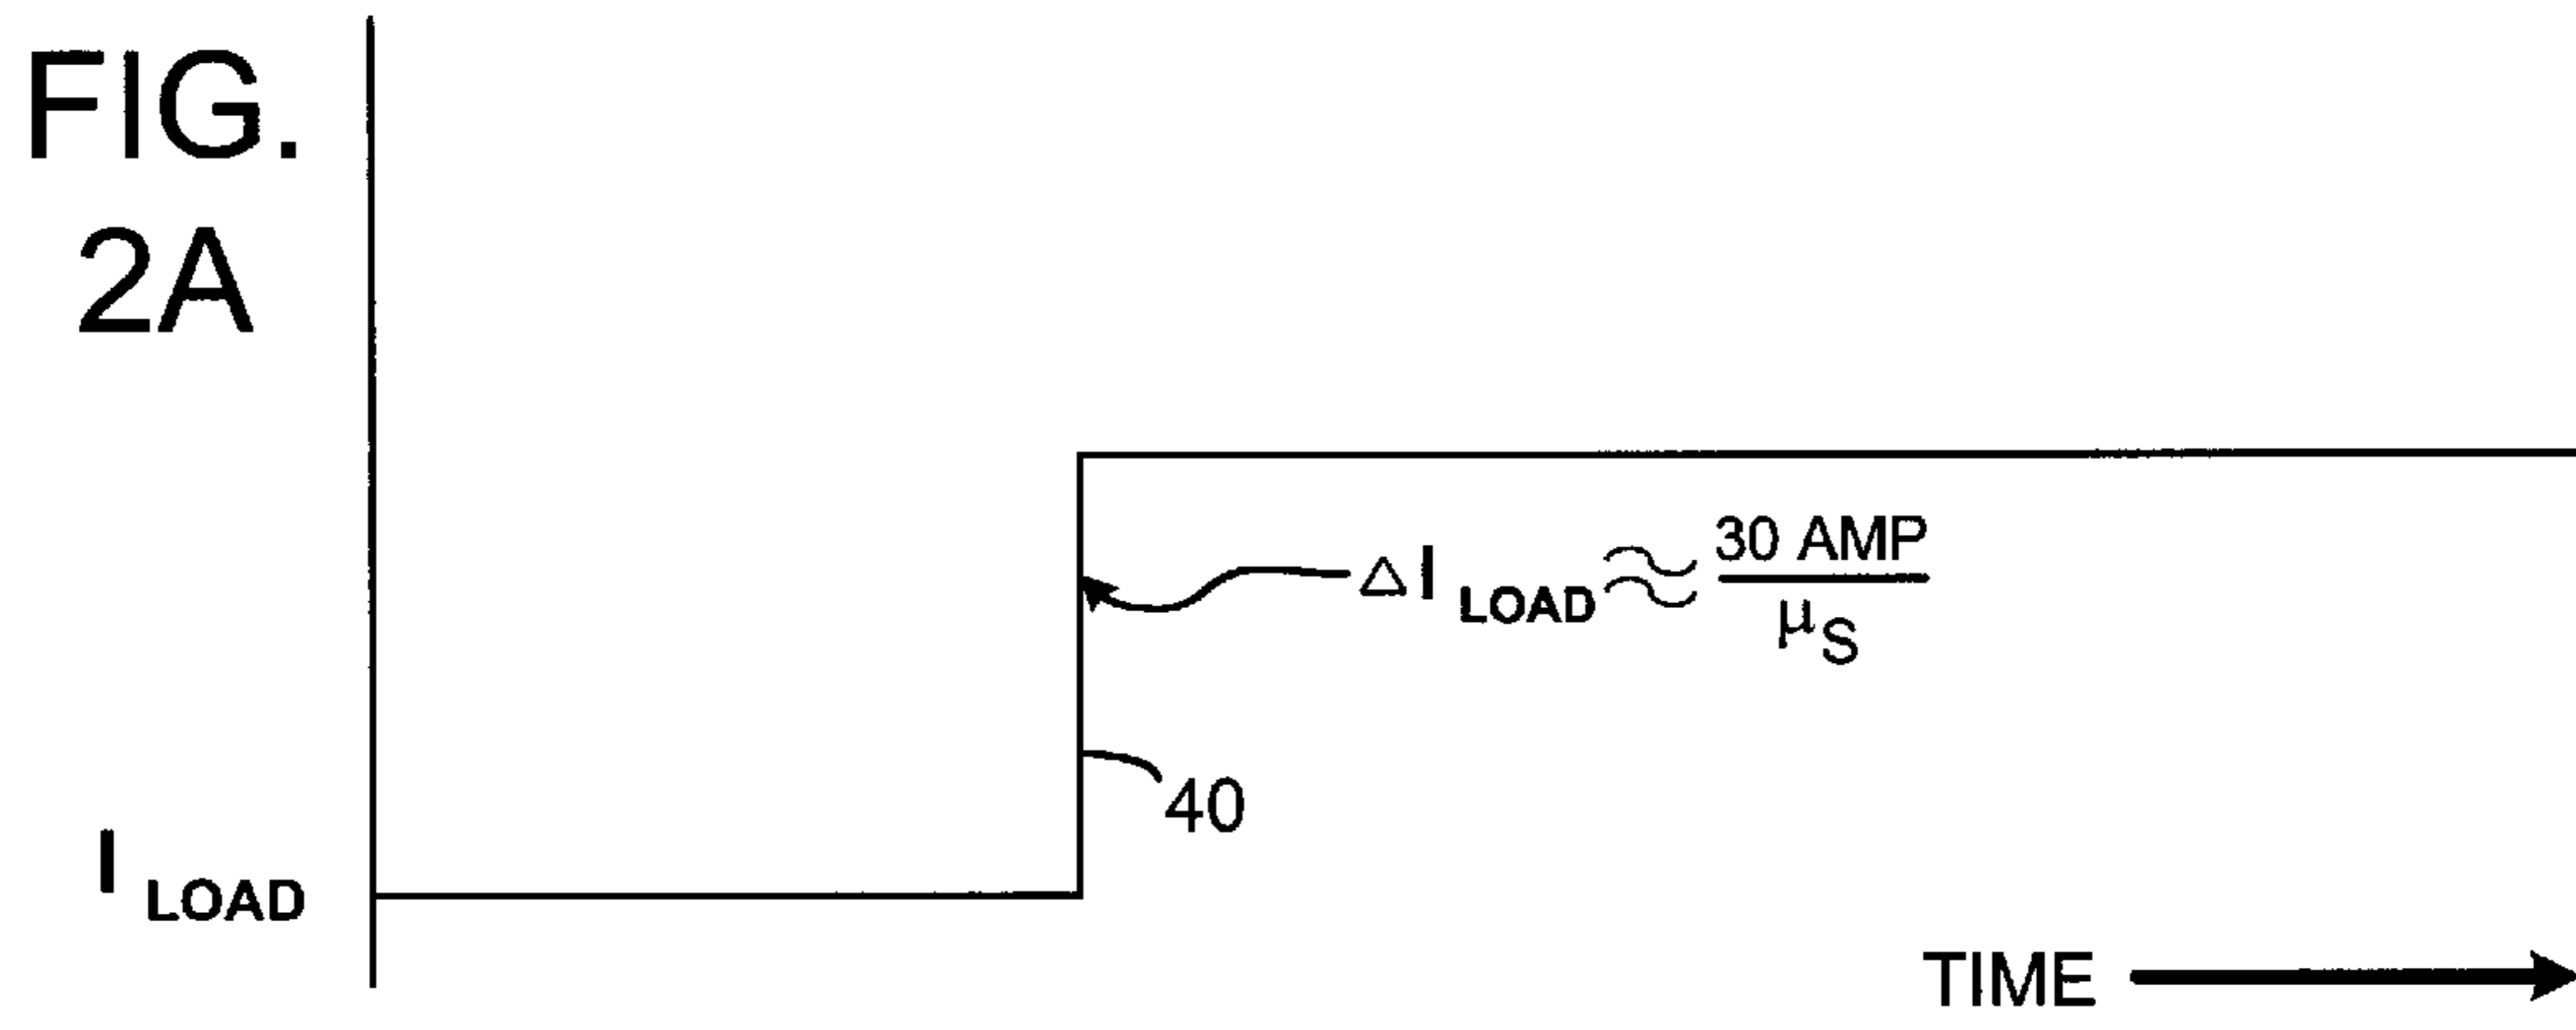 FIG.
2A
ΔI LOAD ≈ 30 AMP
μS
40
I LOAD
TIME